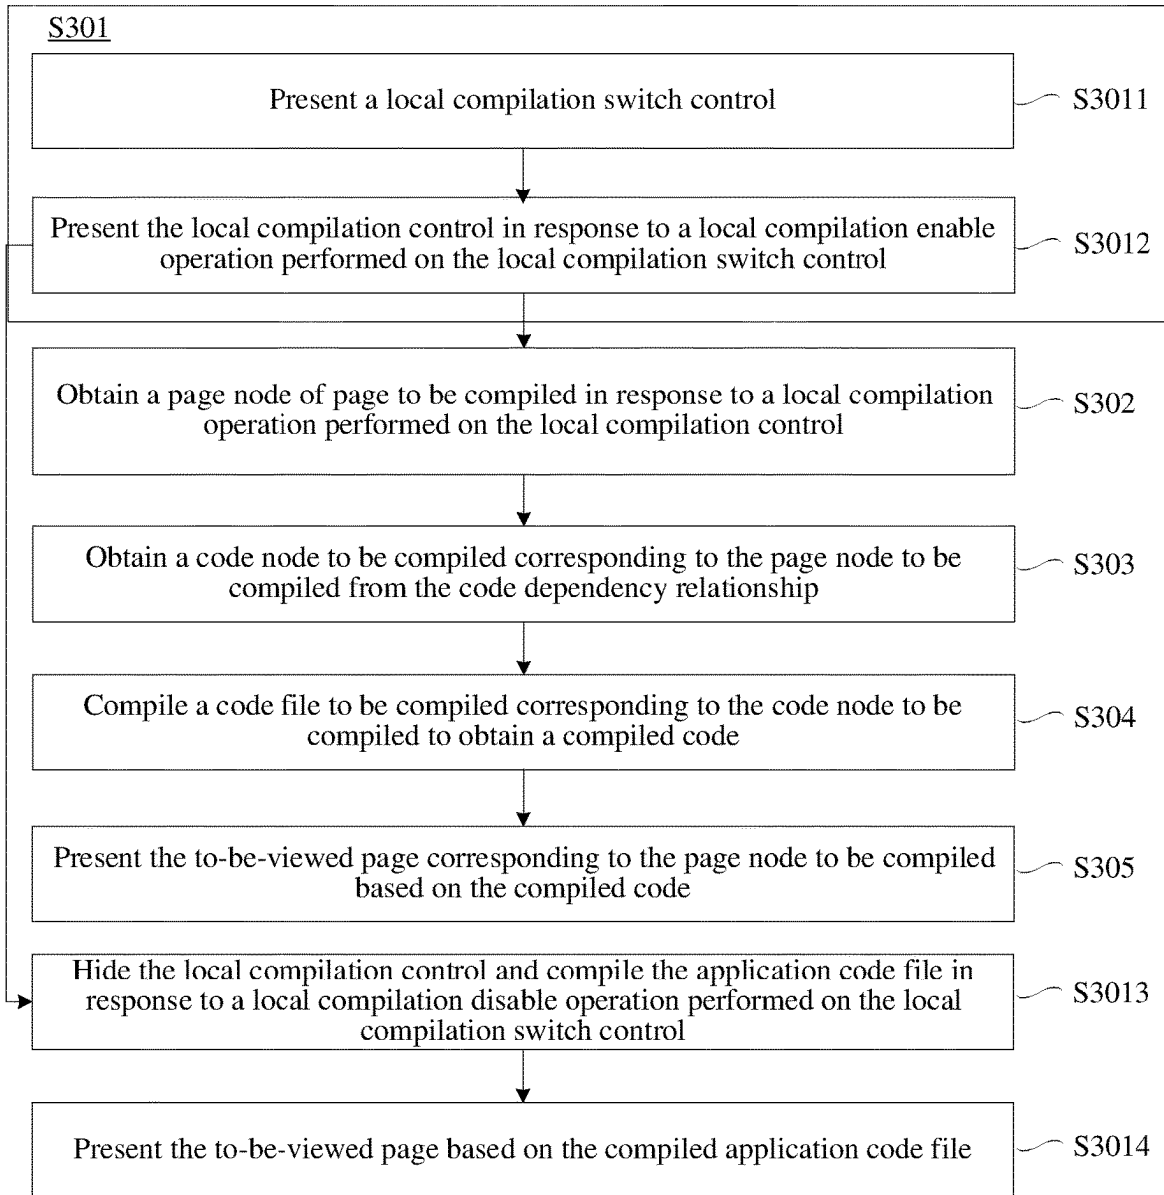 S301
Present a local compilation switch control
S3011
Present the local compilation control in response to a local compilation enable
operation performed on the local compilation switch control
S3012
Obtain a page node of page to be compiled in response to a local compilation
operation performed on the local compilation control
S302
Obtain a code node to be compiled corresponding to the page node to be
compiled from the code dependency relationship
S303
Compile a code file to be compiled corresponding to the code node to be
compiled to obtain a compiled code
S304
Present the to-be-viewed page corresponding to the page node to be compiled
based on the compiled code
S305
Hide the local compilation control and compile the application code file in
response to a local compilation disable operation performed on the local
compilation switch control
S3013
Present the to-be-viewed page based on the compiled application code file
S3014